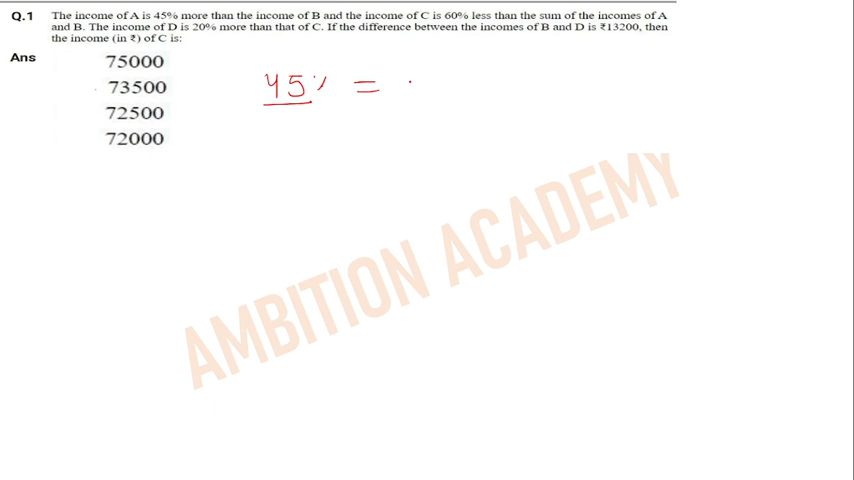 Q.1 The income of A is 45% more than the income of B and the income of C is 60% less than the sum of the incomes of A
and B. The income of D is 20% more than that of C. If the difference between the incomes of B and D is ₹13200, then
the income (in ₹) of C is:
Ans
75000
73500
72500
72000
45% =
AMBITION ACADEMY